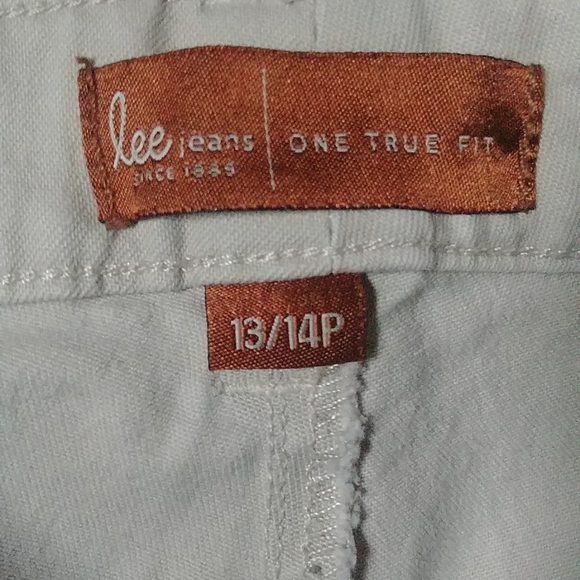 lee jeans
SINCE 1889
ONE TRUE FIT
13/14P